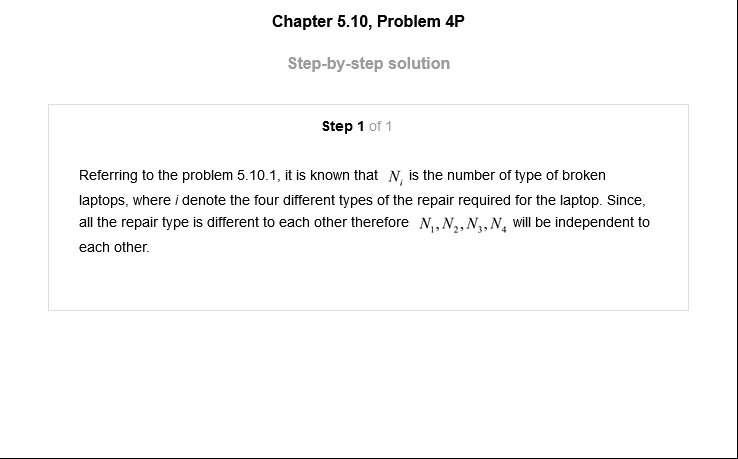 Chapter 5.10, Problem 4P
Step-by-step solution
Step 1 of 1
Referring to the problem 5.10.1, it is known that N_i is the number of type of broken
laptops, where i denote the four different types of the repair required for the laptop. Since,
all the repair type is different to each other therefore N_1, N_2, N_3, N_4 will be independent to
each other.